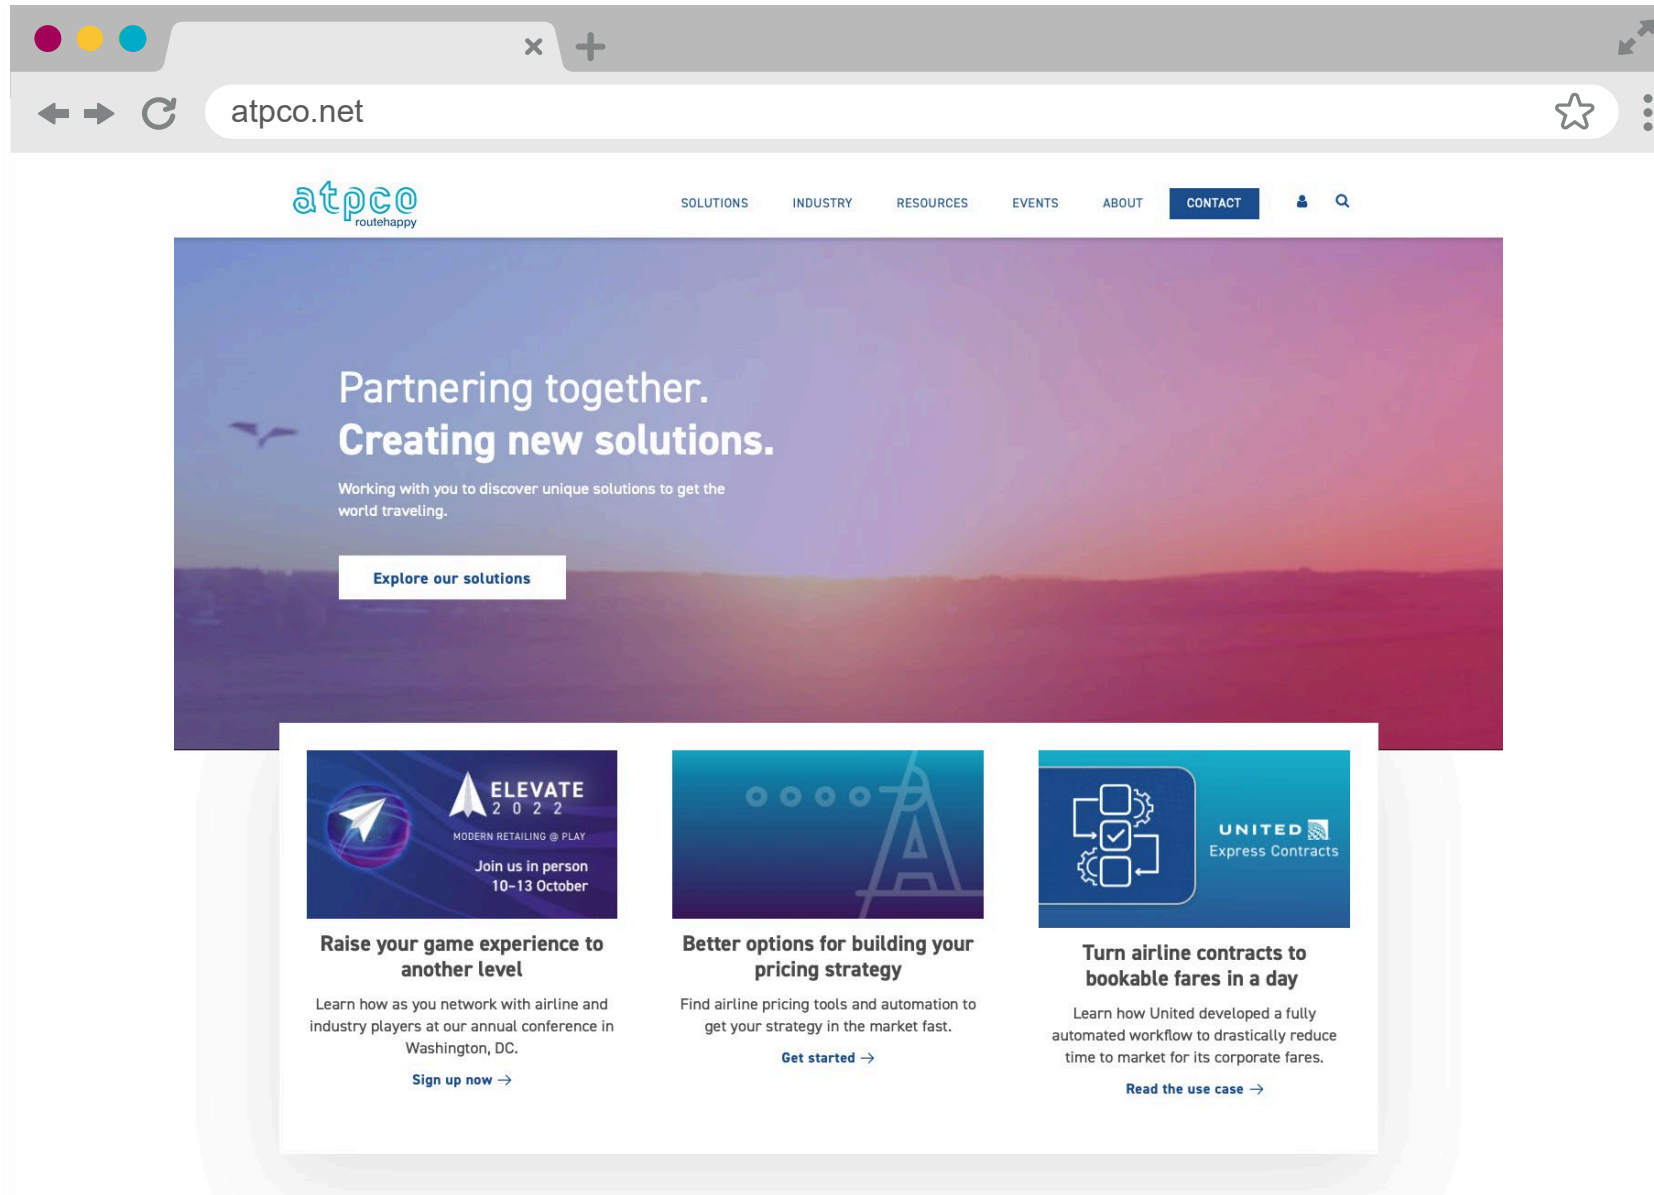 atpco.net
atpco
routehappy
SOLUTIONS INDUSTRY RESOURCES EVENTS ABOUT CONTACT
Partnering together.
Creating new solutions.
Working with you to discover unique solutions to get the
world traveling.
Explore our solutions
ELEVATE
2022
MODERN RETAILING @ PLAY
Join us in person
10–13 October
Raise your game experience to
another level
Learn how as you network with airline and
industry players at our annual conference in
Washington, DC.
Sign up now →
Better options for building your
pricing strategy
Find airline pricing tools and automation to
get your strategy in the market fast.
Get started →
UNITED
Express Contracts
Turn airline contracts to
bookable fares in a day
Learn how United developed a fully
automated workflow to drastically reduce
time to market for its corporate fares.
Read the use case →